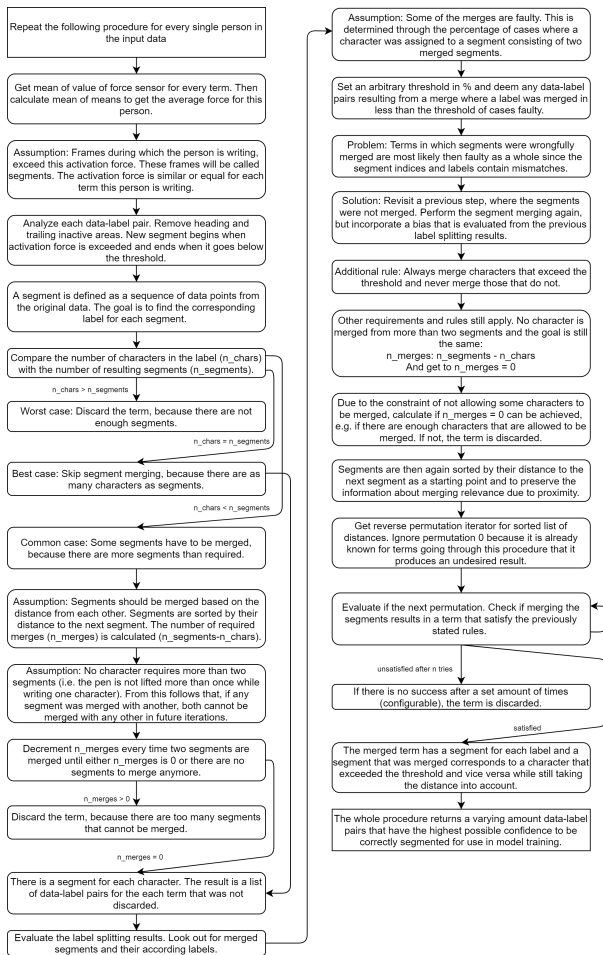 Repeat the following procedure for every single person in
the input data
Get mean of value of force sensor for every term. Then
calculate mean of means to get the average force for this
person.
Assumption: Frames during which the person is writing,
exceed this activation force. These frames will be called
segments. The activation force is similar or equal for each
term this person is writing.
Analyze each data-label pair. Remove heading and
trailing inactive areas. New segment begins when
activation force is exceeded and ends when it goes below
the threshold.
A segment is defined as a sequence of data points from
the original data. The goal is to find the corresponding
label for each segment.
Compare the number of characters in the label (n_chars)
with the number of resulting segments (n_segments).
n_chars > n_segments
Worst case: Discard the term, because there are not
enough segments.
n_chars = n_segments
Best case: Skip segment merging, because there are as
many characters as segments.
n_chars < n_segments
Common case: Some segments have to be merged,
because there are more segments than required.
Assumption: Segments should be merged based on the
distance from each other. Segments are sorted by their
distance to the next segment. The number of required
merges (n_merges) is calculated (n_segments-n_chars).
Assumption: No character requires more than two
segments (i.e. the pen is not lifted more than once while
writing one character). From this follows that, if any
segment was merged with another, both cannot be
merged with any other in future iterations.
Decrement n_merges every time two segments are
merged until either n_merges is 0 or there are no
segments to merge anymore.
n_merges > 0
Discard the term, because there are too many segments
that cannot be merged.
n_merges = 0
There is a segment for each character. The result is a list
of data-label pairs for the each term that was not
discarded.
Evaluate the label splitting results. Look out for merged
segments and their according labels.
Assumption: Some of the merges are faulty. This is
determined through the percentage of cases where a
character was assigned to a segment consisting of two
merged segments.
Set an arbitrary threshold in % and deem any data-label
pairs resulting from a merge where a label was merged in
less than the threshold of cases faulty.
Problem: Terms in which segments were wrongfully
merged are most likely then faulty as a whole since the
segment indices and labels contain mismatches.
Solution: Revisit a previous step, where the segments
were not merged. Perform the segment merging again,
but incorporate a bias that is evaluated from the previous
label splitting results.
Additional rule: Always merge characters that exceed the
threshold and never merge those that do not.
Other requirements and rules still apply. No character is
merged from more than two segments and the goal is still
the same:
n_merges: n_segments - n_chars
And get to n_merges = 0
Due to the constraint of not allowing some characters to
be merged, calculate if n_merges = 0 can be achieved,
e.g. if there are enough characters that are allowed to be
merged. If not, the term is discarded.
Segments are then again sorted by their distance to the
next segment as a starting point and to preserve the
information about merging relevance due to proximity.
Get reverse permutation iterator for sorted list of
distances. Ignore permutation 0 because it is already
known for terms going through this procedure that it
produces an undesired result.
Evaluate if the next permutation. Check if merging the
segments results in a term that satisfy the previously
stated rules.
unsatisfied after n tries
If there is no success after a set amount of times
(configurable), the term is discarded.
satisfied
The merged term has a segment for each label and a
segment that was merged corresponds to a character that
exceeded the threshold and vice versa while still taking
the distance into account.
The whole procedure returns a varying amount data-label
pairs that have the highest possible confidence to be
correctly segmented for use in model training.